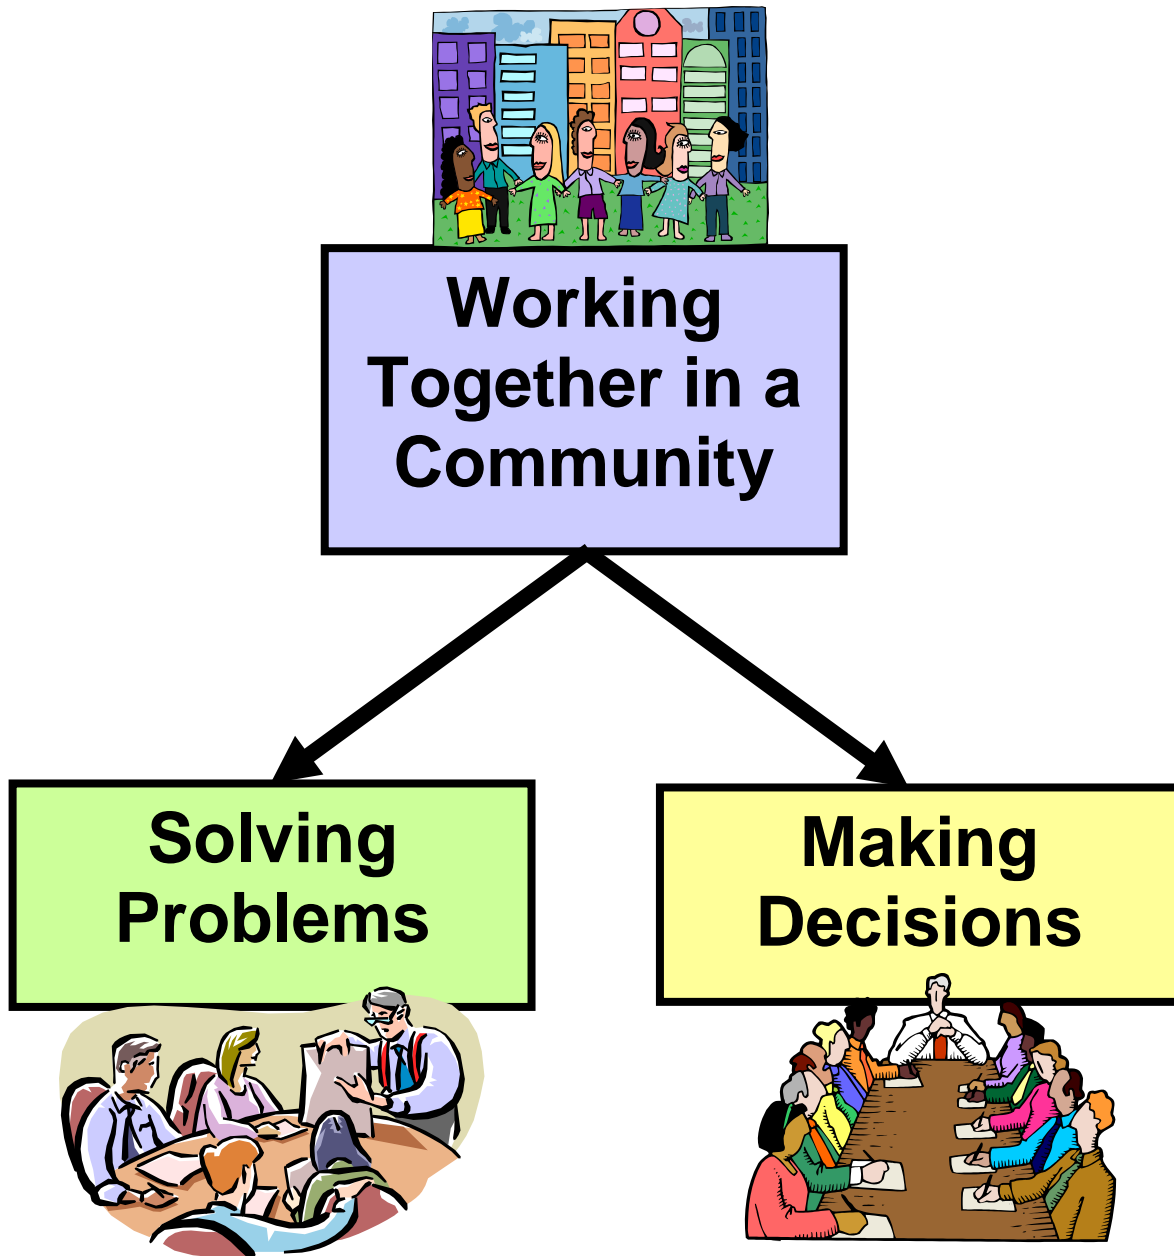 Working
Together in a
Community
Solving
Problems
Making
Decisions